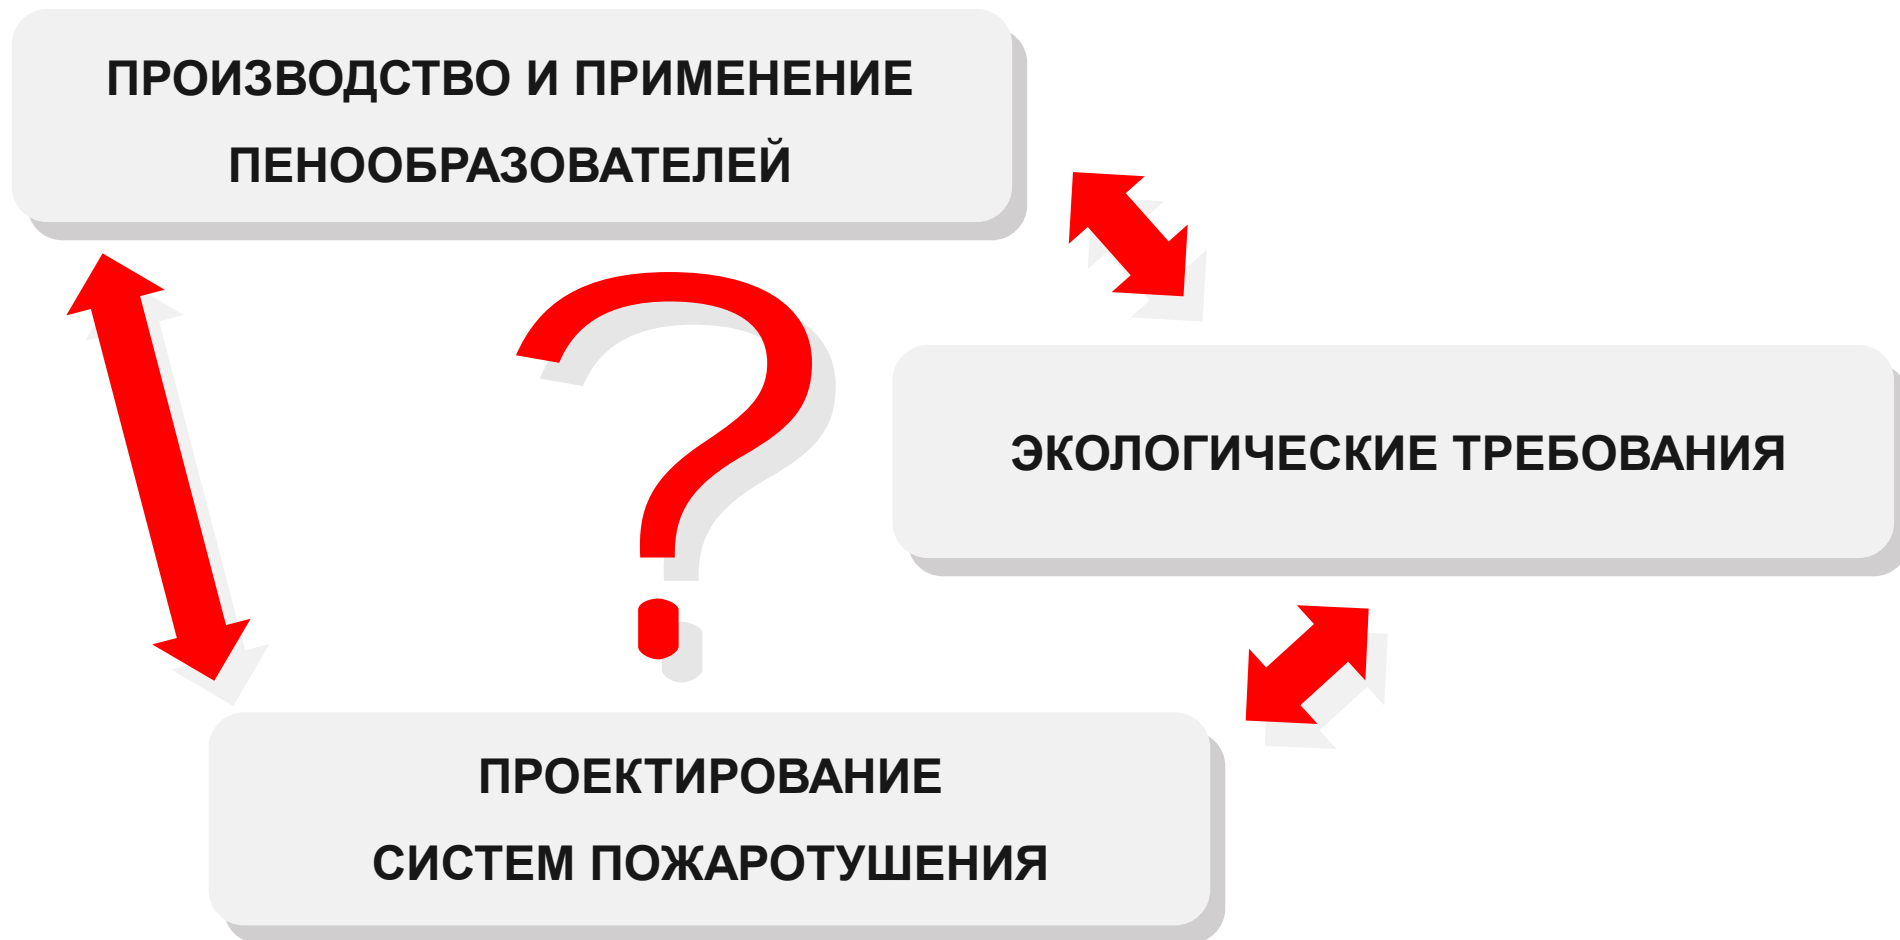 ПРОИЗВОДСТВО И ПРИМЕНЕНИЕ
ПЕНООБРАЗОВАТЕЛЕЙ
?
ЭКОЛОГИЧЕСКИЕ ТРЕБОВАНИЯ
ПРОЕКТИРОВАНИЕ
СИСТЕМ ПОЖАРОТУШЕНИЯ